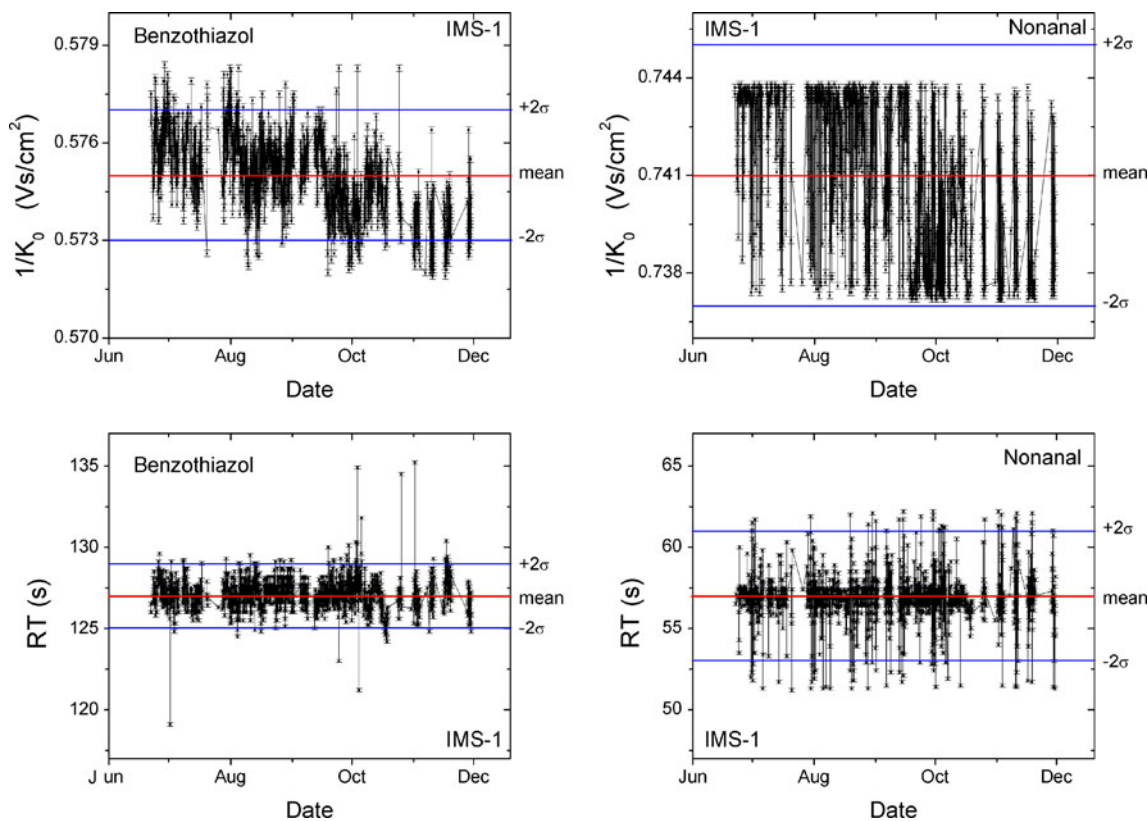 Benzothiazol
IMS-1
0.579
0.576
0.573
0.570
1/K0 (Vs/cm2)
+2σ
mean
-2σ
Jun
Aug
Oct
Dec
Date
IMS-1
Nonanal
0.744
0.741
0.738
1/K0 (Vs/cm2)
+2σ
mean
-2σ
Jun
Aug
Oct
Dec
Date
Benzothiazol
135
130
125
120
RT (s)
+2σ
mean
-2σ
IMS-1
Jun
Aug
Oct
Dec
Date
Nonanal
65
60
55
50
RT (s)
+2σ
mean
-2σ
IMS-1
Jun
Aug
Oct
Dec
Date